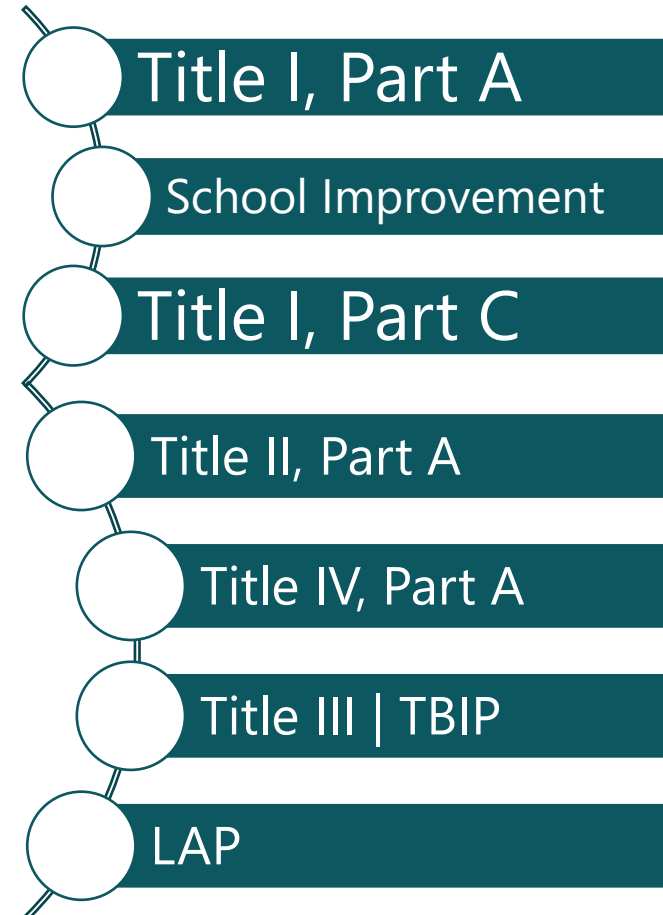 Title I, Part A
School Improvement
Title I, Part C
Title II, Part A
Title IV, Part A
Title III | TBIP
LAP